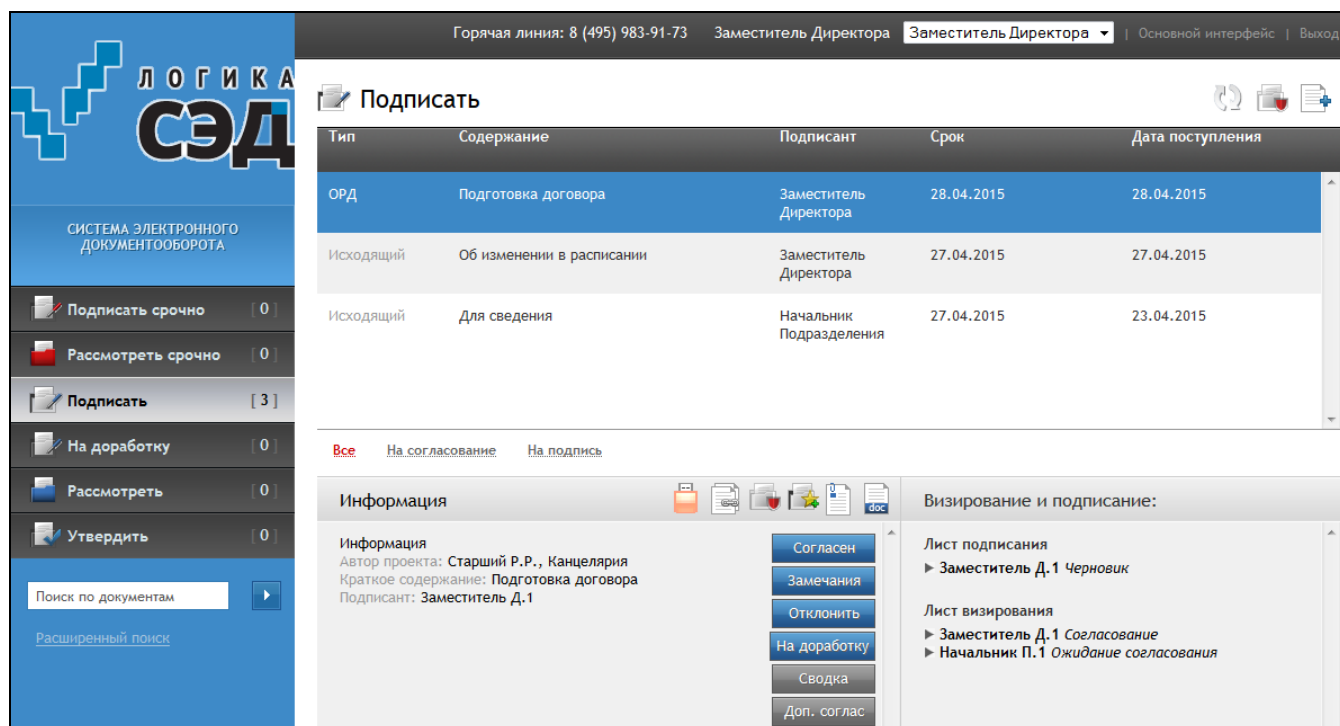 Горячая линия: 8 (495) 983-91-73 Заместитель Директора Заместитель Директора | Основной интерфейс | Выход
ЛОГИКА
СЭД
СИСТЕМА ЭЛЕКТРОННОГО
ДОКУМЕНТООБОРОТА
Подписать срочно [0]
Рассмотреть срочно [0]
Подписать [3]
На доработку [0]
Рассмотреть [0]
Утвердить [0]
Поиск по документам
Расширенный поиск
Подписать
Тип Содержание Подписант Срок Дата поступления
ОРД Подготовка договора Заместитель 28.04.2015 28.04.2015
Директора
Исходящий Об изменении в расписании Заместитель 27.04.2015 27.04.2015
Директора
Исходящий Для сведения Начальник 27.04.2015 23.04.2015
Подразделения
Все На согласование На подпись
Информация
doc
Информация
Автор проекта: Старший Р.Р., Канцелярия
Краткое содержание: Подготовка договора
Подписант: Заместитель Д.1
Согласен
Замечания
Отклонить
На доработку
Сводка
Доп. соглас
Визирование и подписание:
Лист подписания
Заместитель Д.1 Черновик
Лист визирования
Заместитель Д.1 Согласование
Начальник П.1 Ожидание согласования